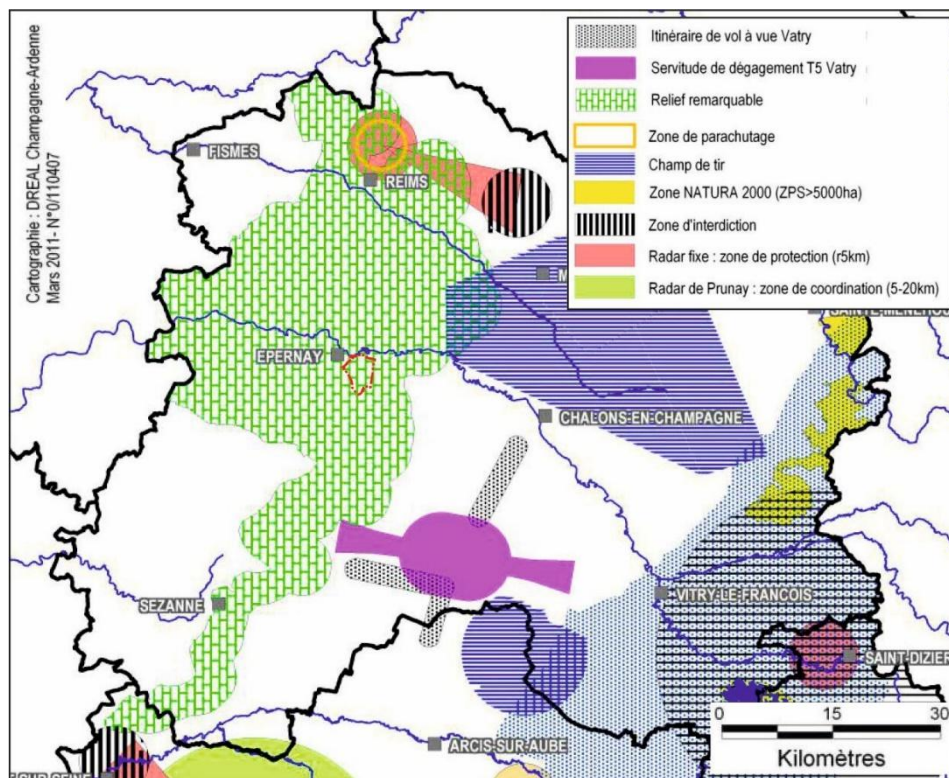 Cartographie : DREAL Champagne-Ardenne
Mars 2011- N°0/110407
Itinéraire de vol à vue Vatry
Servitude de dégagement T5 Vatry
Relief remarquable
Zone de parachutage
Champ de tir
Zone NATURA 2000 (ZPS>5000ha)
Zone d'interdiction
Radar fixe : zone de protection (r5km)
Radar de Prunay : zone de coordination (5-20km)
FISMES
REIMS
M
EPERNAY
CHALONS-EN-CHAMPAGNE
VITRY-LE-FRANCOIS
SEZANNE
SAINT-DIZIER
ARCIS-SUR-AUBE
0 15 30
Kilomètres